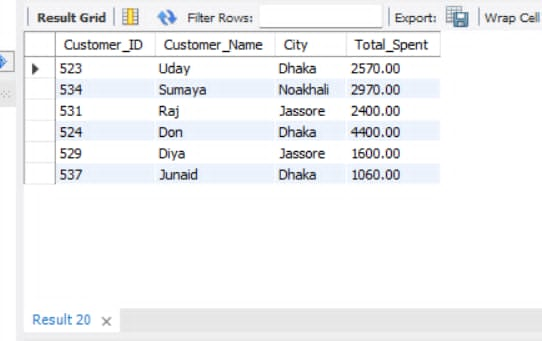 Result Grid Filter Rows: Export: Wrap Cell
Customer_ID Customer_Name City Total_Spent
523 Uday Dhaka 2570.00
534 Sumaya Noakhali 2970.00
531 Raj Jassore 2400.00
524 Don Dhaka 4400.00
529 Diya Jassore 1600.00
537 Junaid Dhaka 1060.00
Result 20